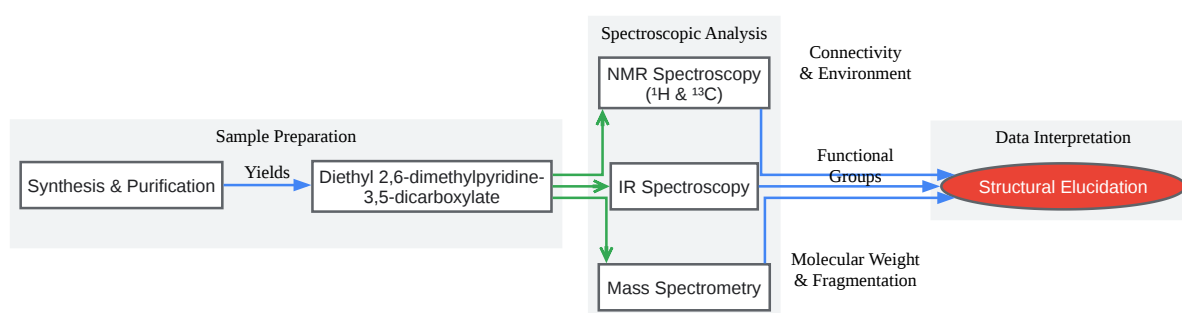 Sample Preparation
Synthesis & Purification
Yields
Diethyl 2,6-dimethylpyridine-
3,5-dicarboxylate
Spectroscopic Analysis
NMR Spectroscopy
(¹H & ¹³C)
IR Spectroscopy
Mass Spectrometry
Connectivity
& Environment
Functional
Groups
Molecular Weight
& Fragmentation
Data Interpretation
Structural Elucidation